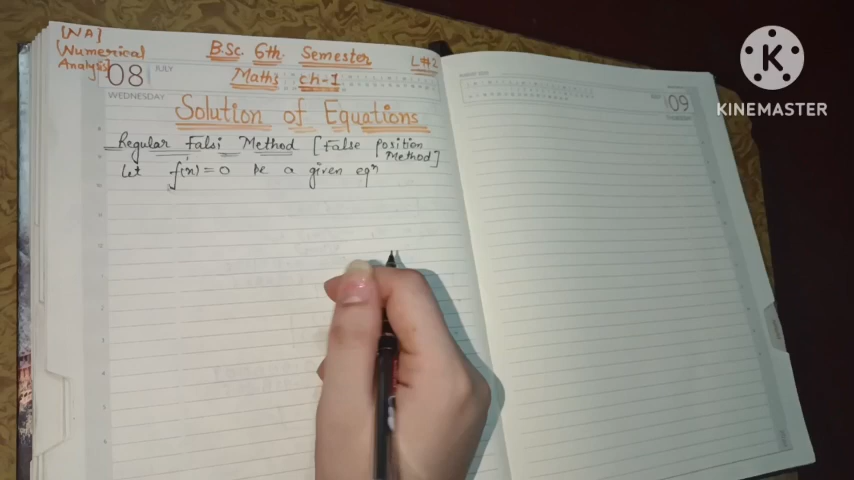 [NA]
[Numerical Analysis]
B.Sc. 6th Semester
L#2
08 JULY
Maths ch-1
WEDNESDAY
Solution of Equations
Regular Falsi Method [False position Method]
Let f(x) = 0 be a given eqⁿ
09
KINEMASTER